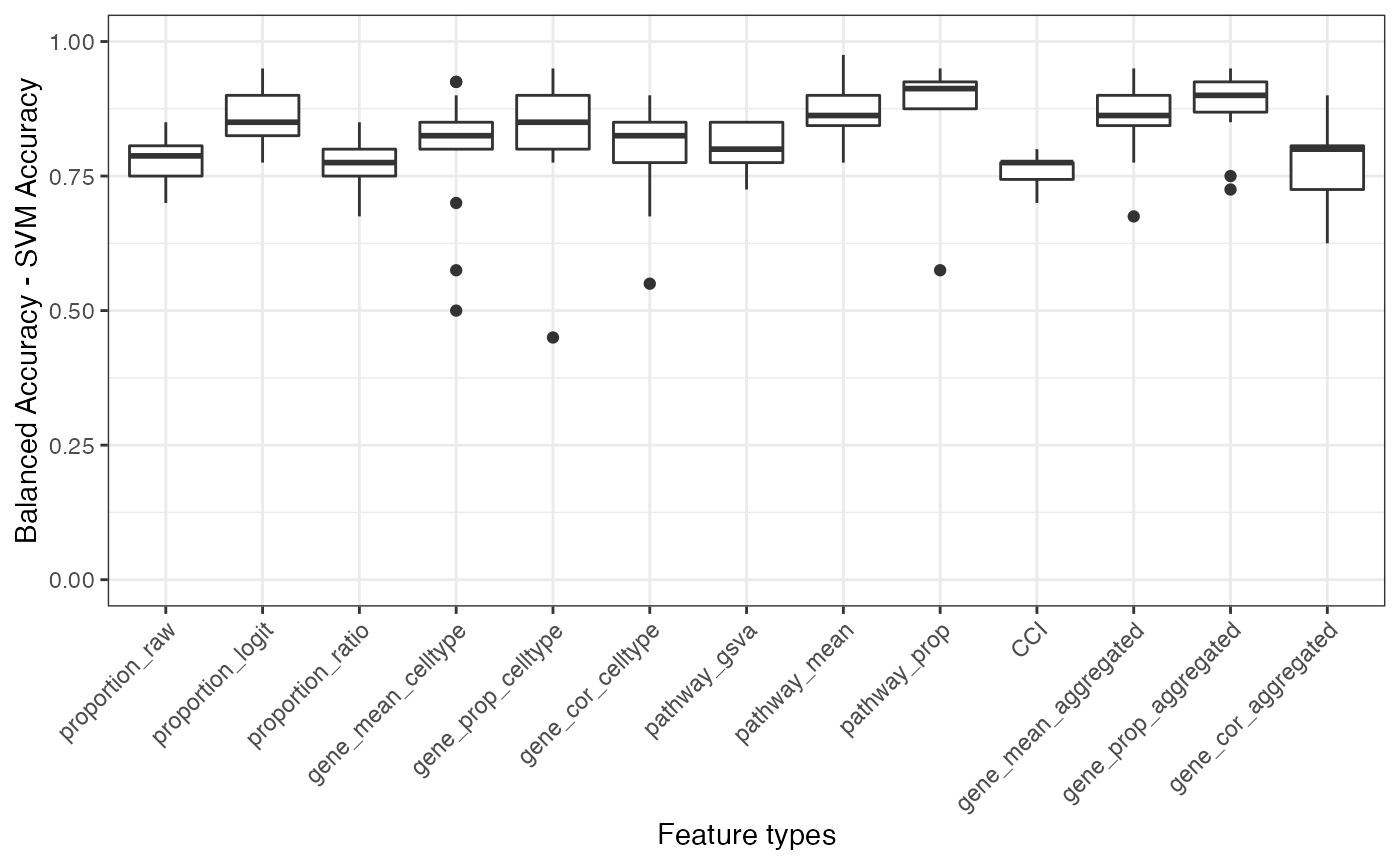 Balanced Accuracy - SVM Accuracy
1.00
0.75
0.50
0.25
0.00
proportion_raw
proportion_logit
proportion_ratio
gene_mean_celltype
gene_prop_celltype
gene_cor_celltype
pathway_gsva
pathway_mean
pathway_prop
CCI
gene_mean_aggregated
gene_prop_aggregated
gene_cor_aggregated
Feature types